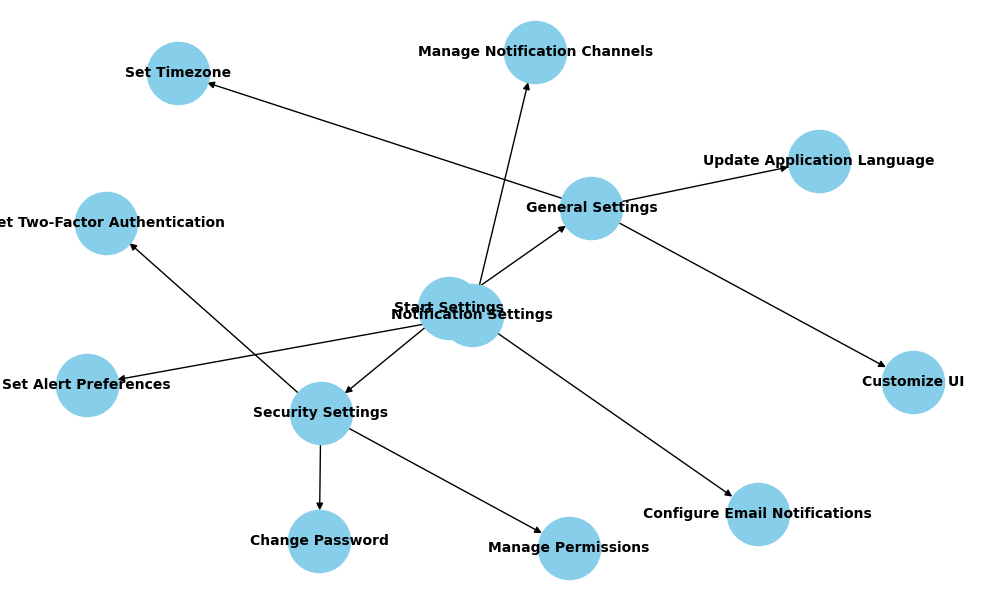 Manage Notification Channels
Set Timezone
Update Application Language
General Settings
et Two-Factor Authentication
Start Settings
Notification Settings
Customize UI
Set Alert Preferences
Security Settings
Configure Email Notifications
Change Password
Manage Permissions